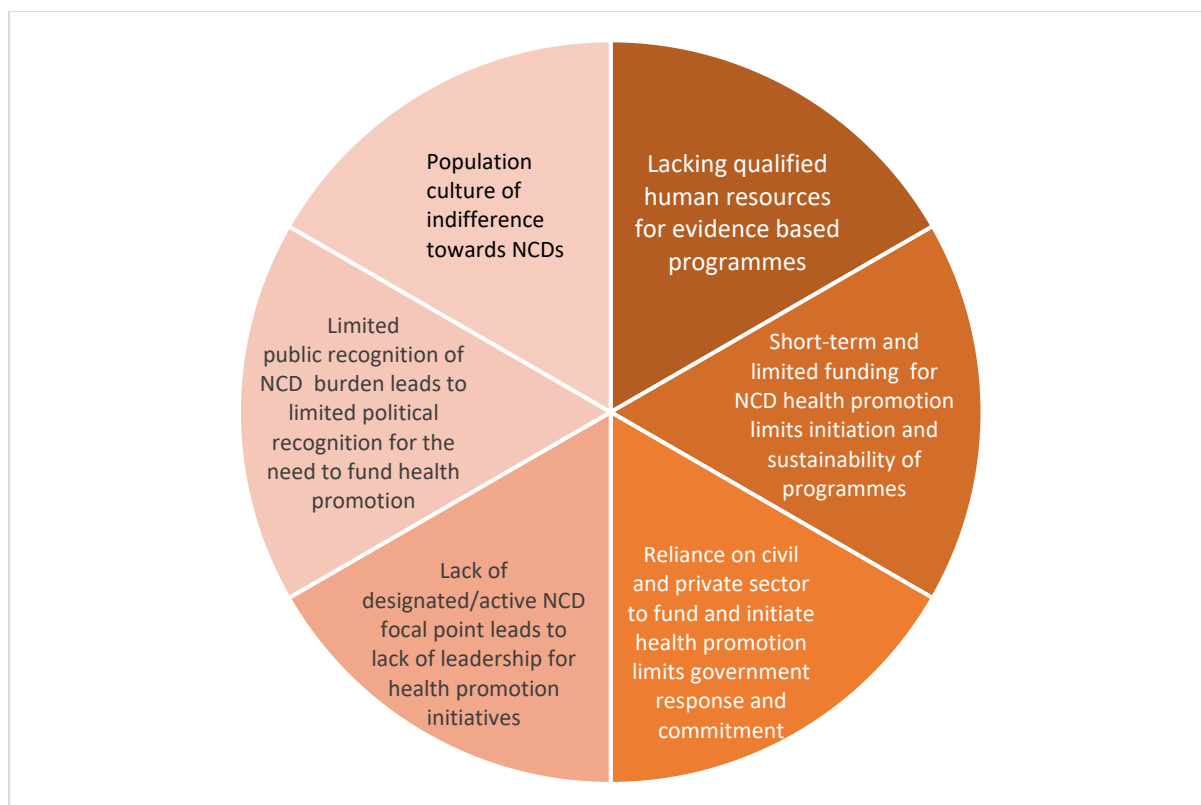 Population
culture of
indifference
towards NCDs
Lacking qualified
human resources
for evidence based
programmes
Short-term and
limited funding for
NCD health promotion
limits initiation and
sustainability of
programmes
Reliance on civil
and private sector
to fund and initiate
health promotion
limits government
response and
commitment
Lack of
designated/active NCD
focal point leads to
lack of leadership for
health promotion
initiatives
Limited
public recognition of
NCD burden leads to
limited political
recognition for the
need to fund health
promotion